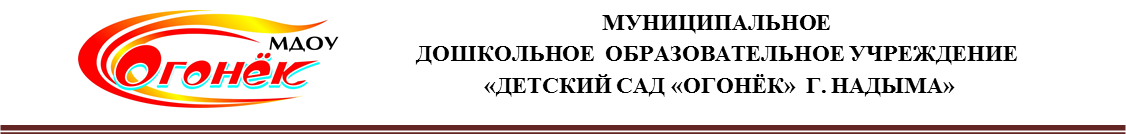 МДОУ
Огонёк
МУНИЦИПАЛЬНОЕ
ДОШКОЛЬНОЕ ОБРАЗОВАТЕЛЬНОЕ УЧРЕЖДЕНИЕ
«ДЕТСКИЙ САД «ОГОНЁК» Г. НАДЫМА»